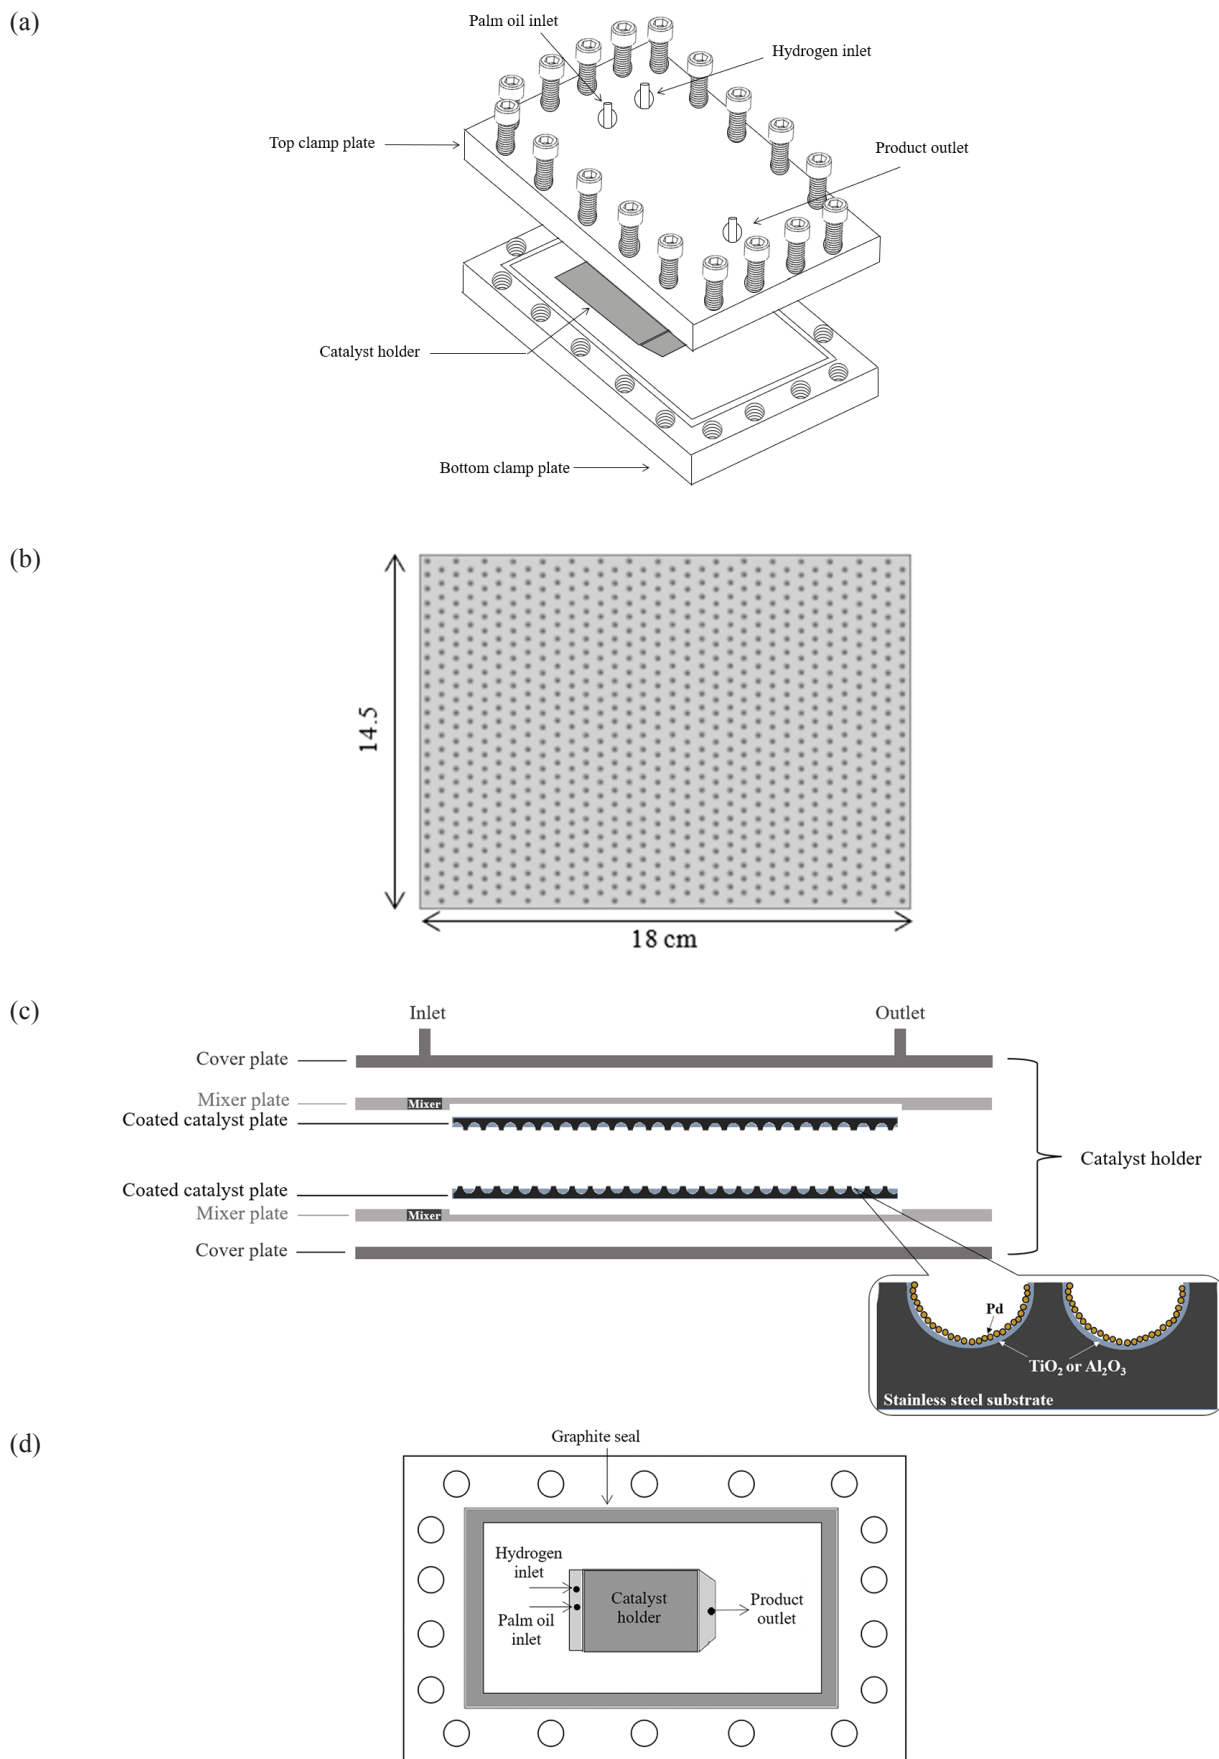 (a)
Palm oil inlet
Hydrogen inlet
Top clamp plate
Product outlet
Catalyst holder
Bottom clamp plate
(b)
14.5
18 cm
(c)
Inlet
Outlet
Cover plate
Mixer plate
Mixer
Coated catalyst plate
Catalyst holder
Coated catalyst plate
Mixer plate
Mixer
Cover plate
Pd
TiO₂ or Al₂O₃
Stainless steel substrate
(d)
Graphite seal
Hydrogen
inlet
Palm oil
inlet
Catalyst
holder
Product
outlet